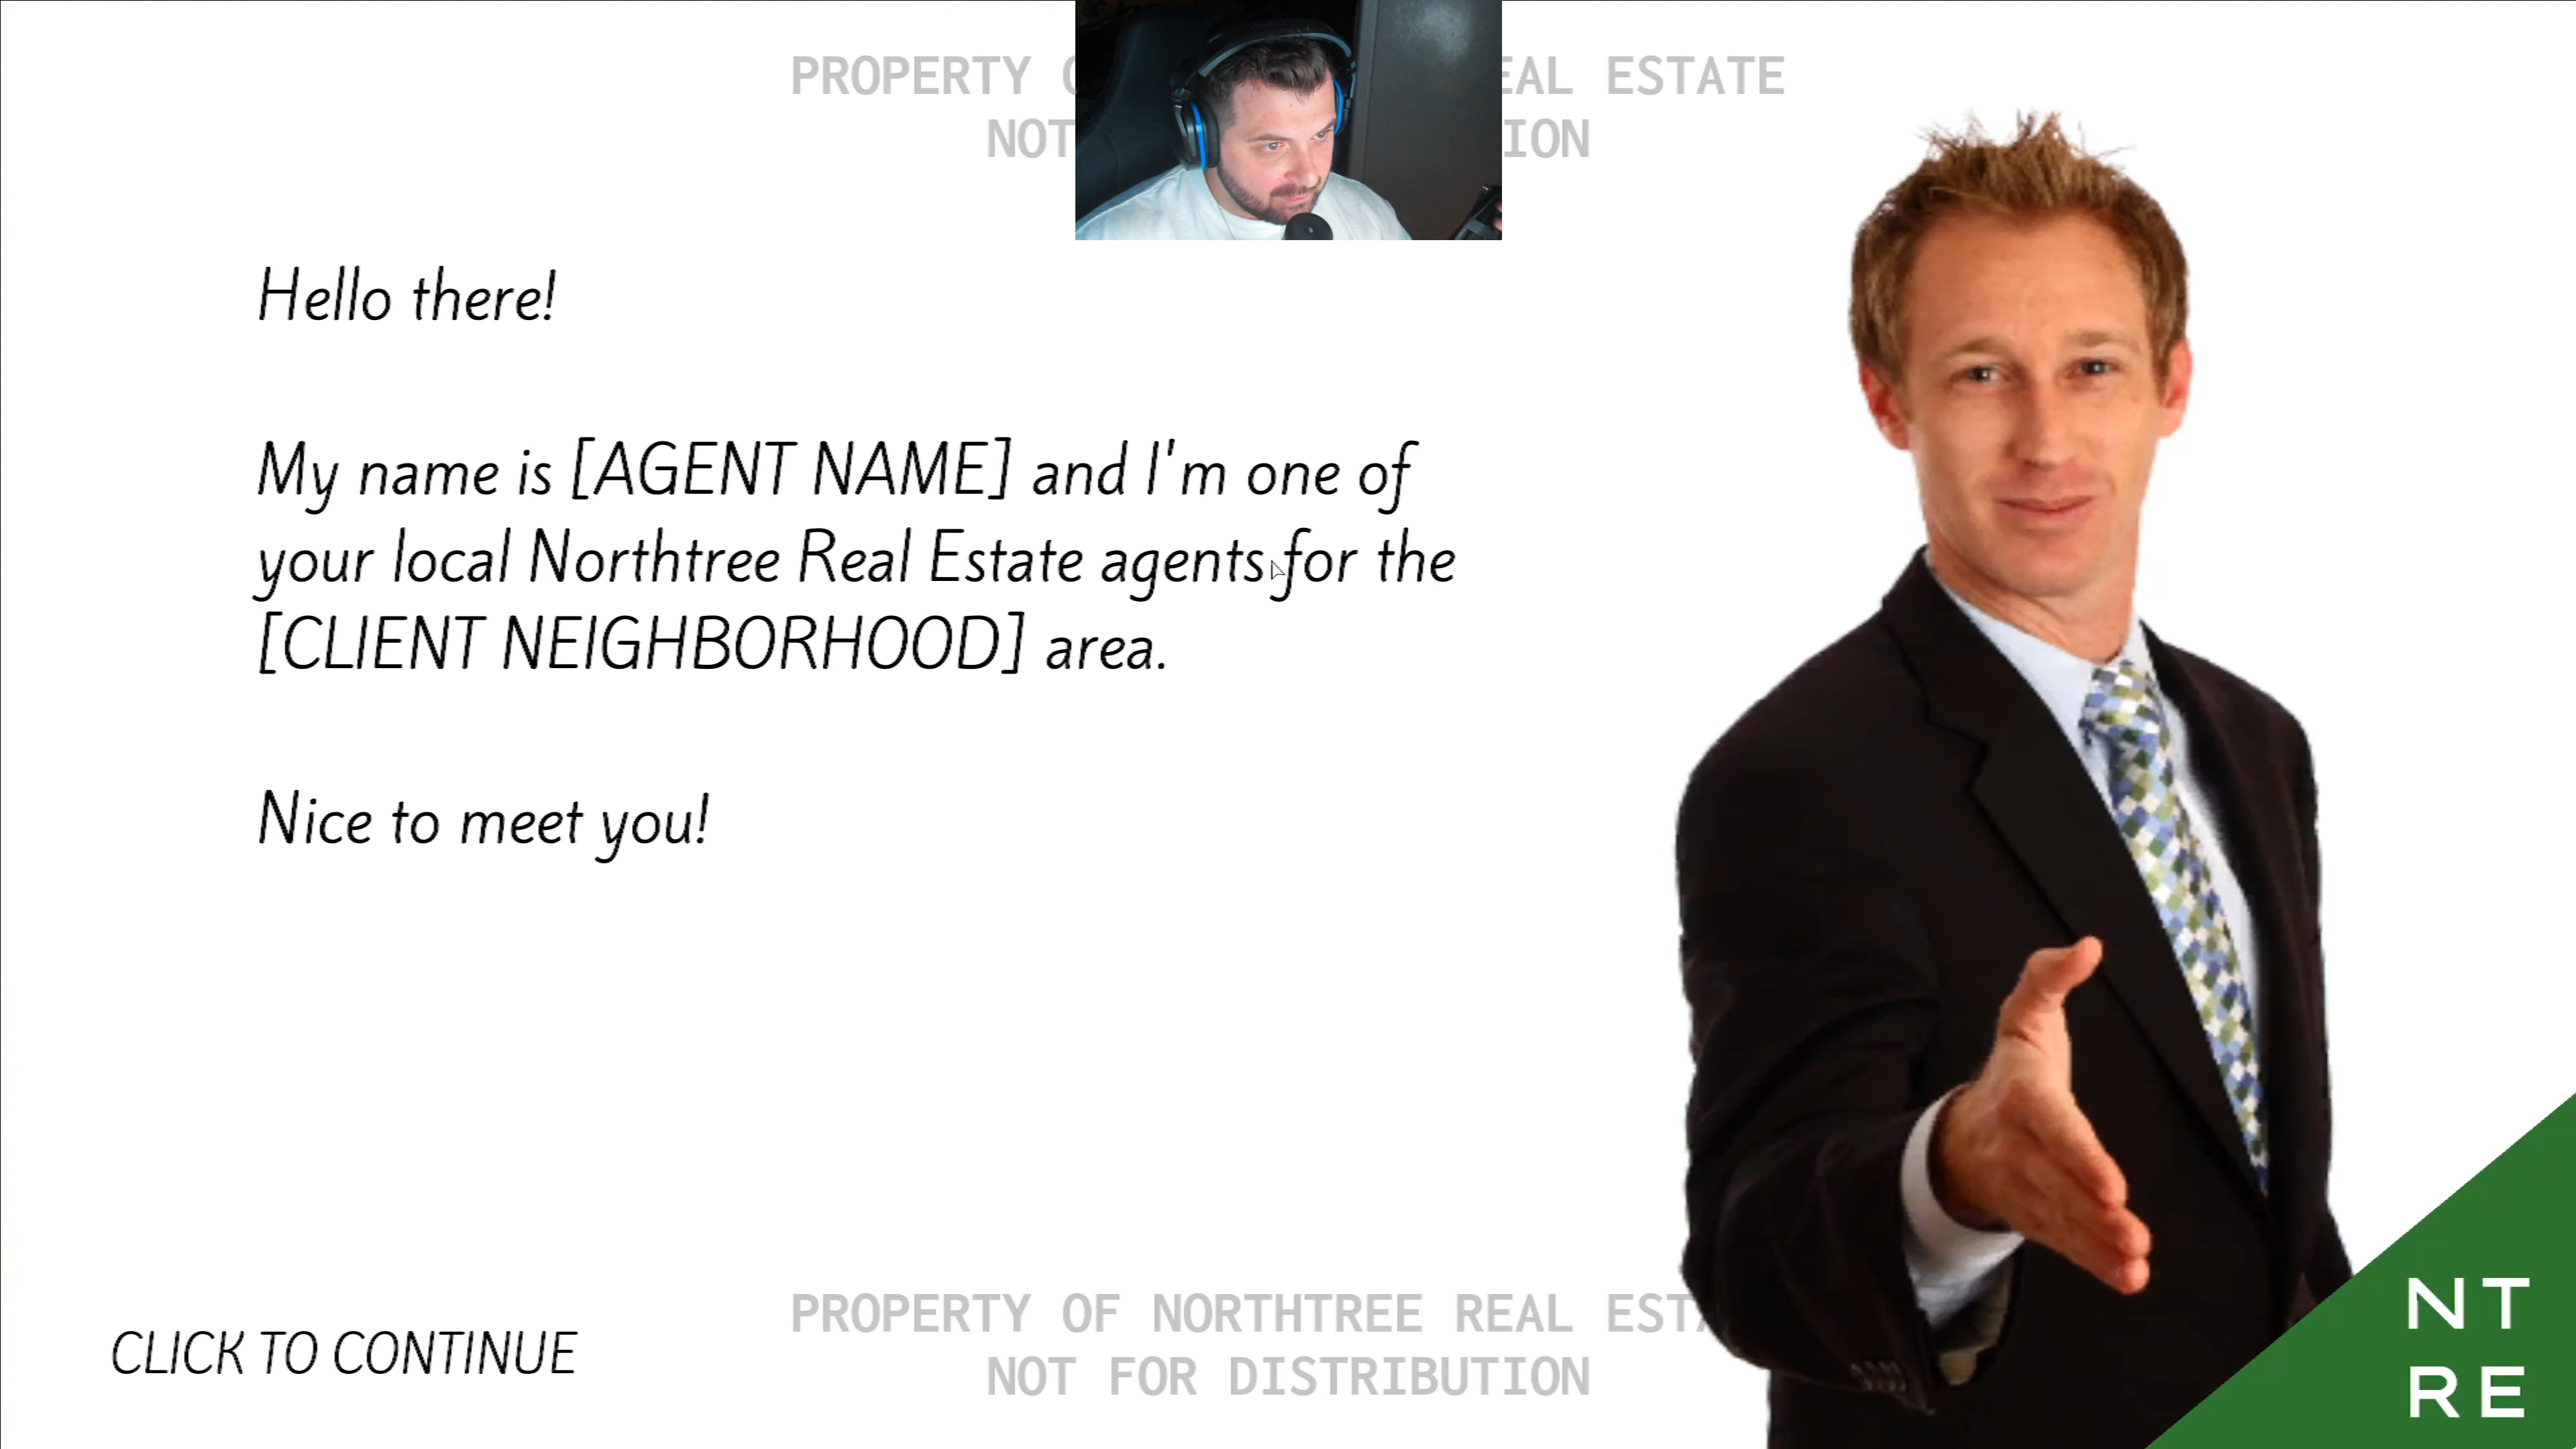 PROPERTY EAL ESTATE
NOT ION
Hello there!
My name is [AGENT NAME] and I'm one of
your local Northtree Real Estate agents for the
[CLIENT NEIGHBORHOOD] area.
Nice to meet you!
CLICK TO CONTINUE
PROPERTY OF NORTHTREE REAL EST
NOT FOR DISTRIBUTION
NT
RE